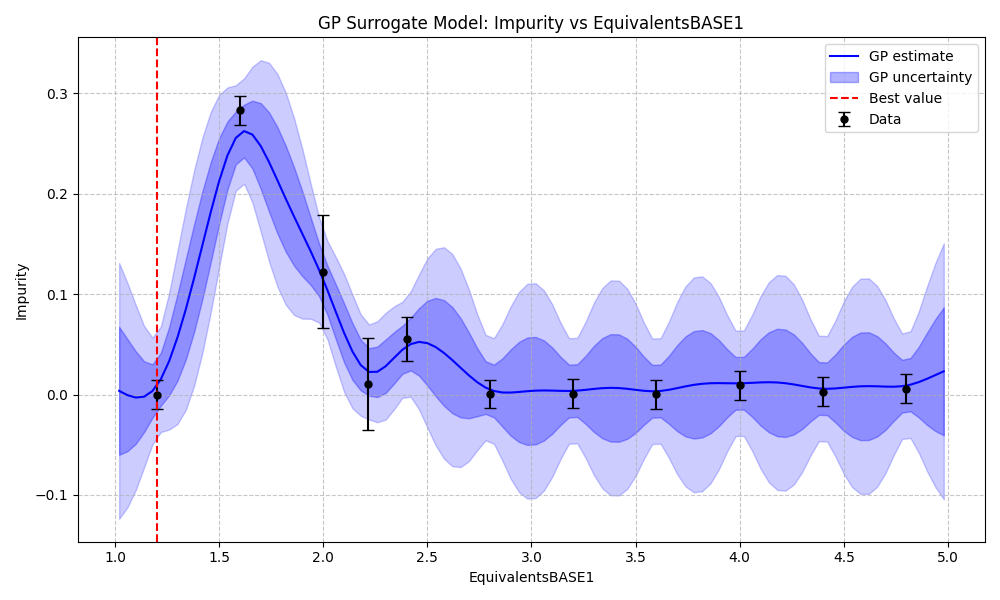 GP Surrogate Model: Impurity vs EquivalentsBASE1
GP estimate
GP uncertainty
Best value
Data
Impurity
0.3
0.2
0.1
0.0
−0.1
1.0 1.5 2.0 2.5 3.0 3.5 4.0 4.5 5.0
EquivalentsBASE1